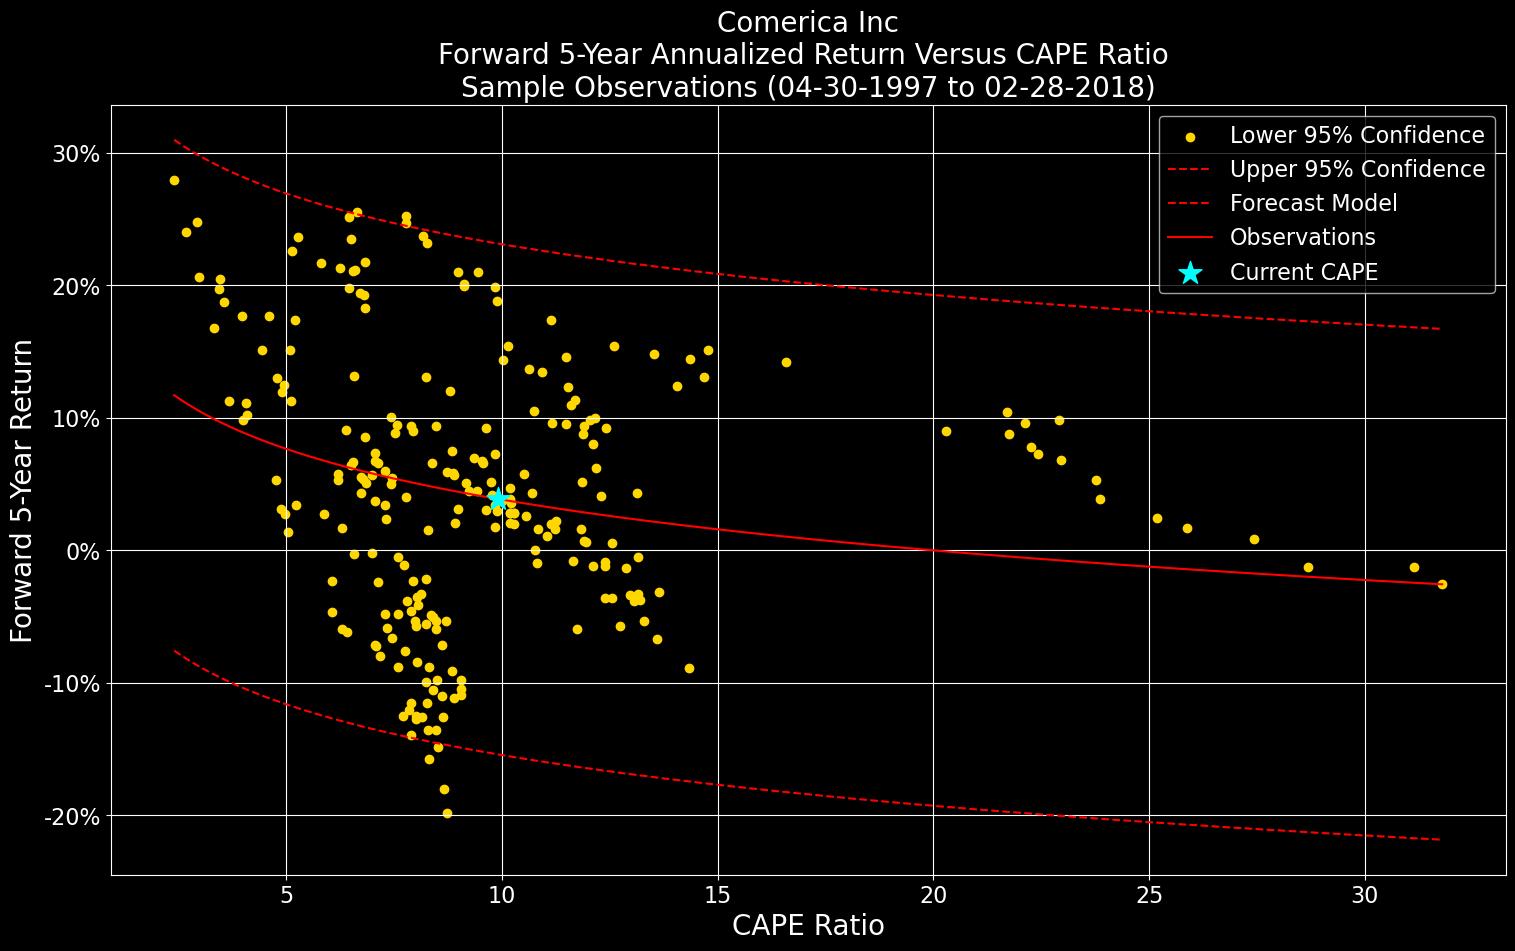 Comerica Inc
Forward 5-Year Annualized Return Versus CAPE Ratio
Sample Observations (04-30-1997 to 02-28-2018)
Lower 95% Confidence
Upper 95% Confidence
Forecast Model
Observations
Current CAPE
Forward 5-Year Return
30%
20%
10%
0%
-10%
-20%
5 10 15 20 25 30
CAPE Ratio